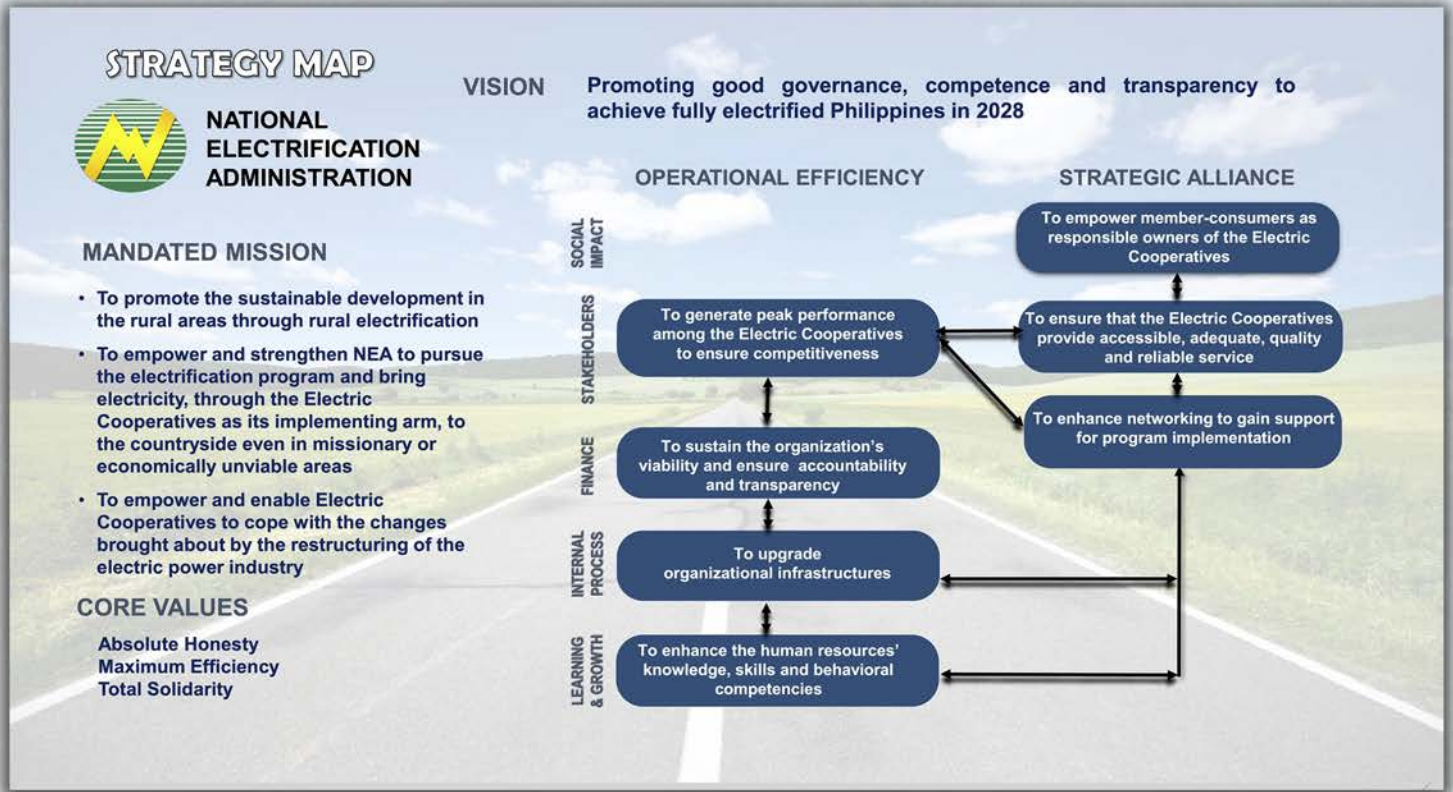 STRATEGY MAP
NATIONAL
ELECTRIFICATION
ADMINISTRATION
VISION
Promoting good governance, competence and transparency to
achieve fully electrified Philippines in 2028
MANDATED MISSION
• To promote the sustainable development in
the rural areas through rural electrification
• To empower and strengthen NEA to pursue
the electrification program and bring
electricity, through the Electric
Cooperatives as its implementing arm, to
the countryside even in missionary or
economically unviable areas
• To empower and enable Electric
Cooperatives to cope with the changes
brought about by the restructuring of the
electric power industry
CORE VALUES
Absolute Honesty
Maximum Efficiency
Total Solidarity
OPERATIONAL EFFICIENCY
STRATEGIC ALLIANCE
SOCIAL
IMPACT
To empower member-consumers as
responsible owners of the Electric
Cooperatives
STAKEHOLDERS
To generate peak performance
among the Electric Cooperatives
to ensure competitiveness
To ensure that the Electric Cooperatives
provide accessible, adequate, quality
and reliable service
To enhance networking to gain support
for program implementation
FINANCE
To sustain the organization’s
viability and ensure accountability
and transparency
INTERNAL
PROCESS
To upgrade
organizational infrastructures
LEARNING
& GROWTH
To enhance the human resources’
knowledge, skills and behavioral
competencies